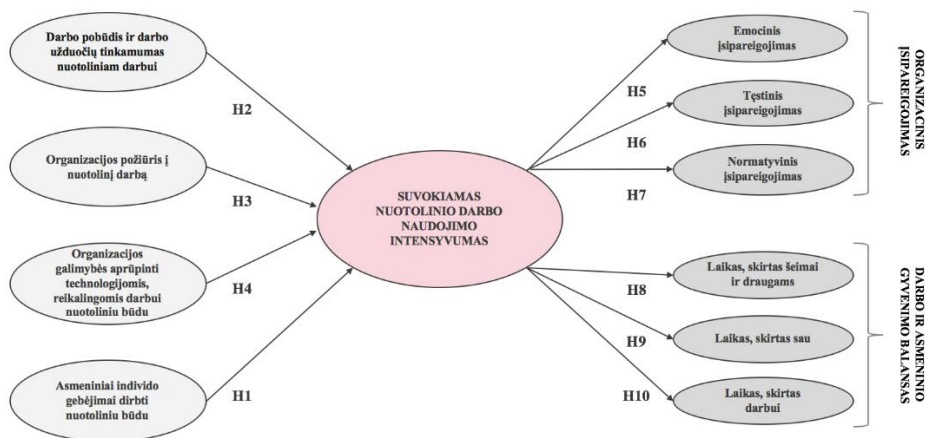 Darbo pobūdis ir darbo
užduočių tinkamumas
nuotoliniam darbui
H2
Organizacijos požiūris į
nuotolinį darbą
H3
Organizacijos
galimybės aprūpinti
technologijomis,
reikalingomis darbui
nuotoliniu būdu
H4
Asmeniniai individo
gebėjimai dirbti
nuotoliniu būdu
H1
SUVOKIAMAS
NUOTOLINIO DARBO
NAUDOJIMO
INTENSYVUMAS
H5
Emocinis
įsipareigojimas
H6
Tęstinis
įsipareigojimas
H7
Normatyvinis
įsipareigojimas
ORGANIZACINIS
ĮSIPAREIGOJIMAS
H8
Laikas, skirtas šeimai
ir draugams
H9
Laikas, skirtas sau
H10
Laikas, skirtas
darbui
DARBO IR ASMENINIO
GYVENIMO BALANSAS